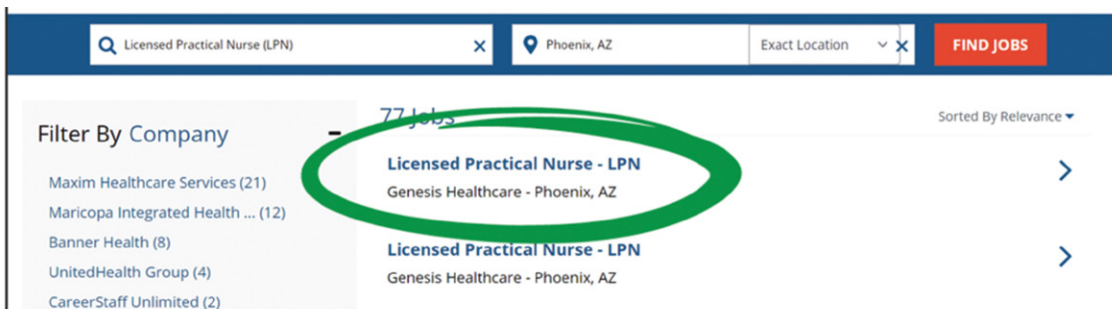 Licensed Practical Nurse (LPN)
Phoenix, AZ
Exact Location
FIND JOBS
Filter By Company
Maxim Healthcare Services (21)
Maricopa Integrated Health ... (12)
Banner Health (8)
UnitedHealth Group (4)
CareerStaff Unlimited (2)
77 Jobs
Sorted By Relevance
Licensed Practical Nurse - LPN
Genesis Healthcare - Phoenix, AZ
Licensed Practical Nurse - LPN
Genesis Healthcare - Phoenix, AZ